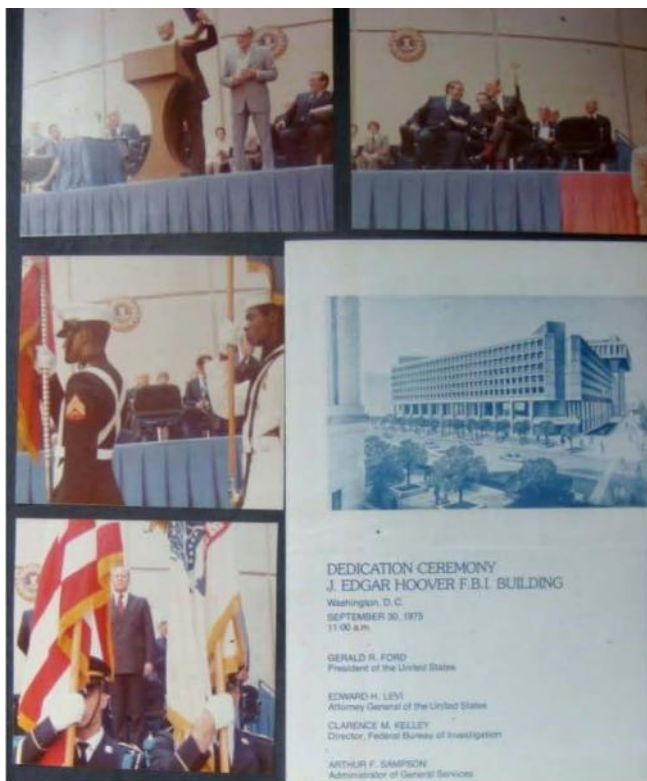 DEDICATION CEREMONY
J. EDGAR HOOVER F.B.I. BUILDING
Washington, D.C.
SEPTEMBER 30, 1975
11:00 a.m.
GERALD R. FORD
President of the United States
EDWARD H. LEVI
Attorney General of the United States
CLARENCE M. KELLEY
Director, Federal Bureau of Investigation
ARTHUR F. SAMPSON
Administrator of General Services